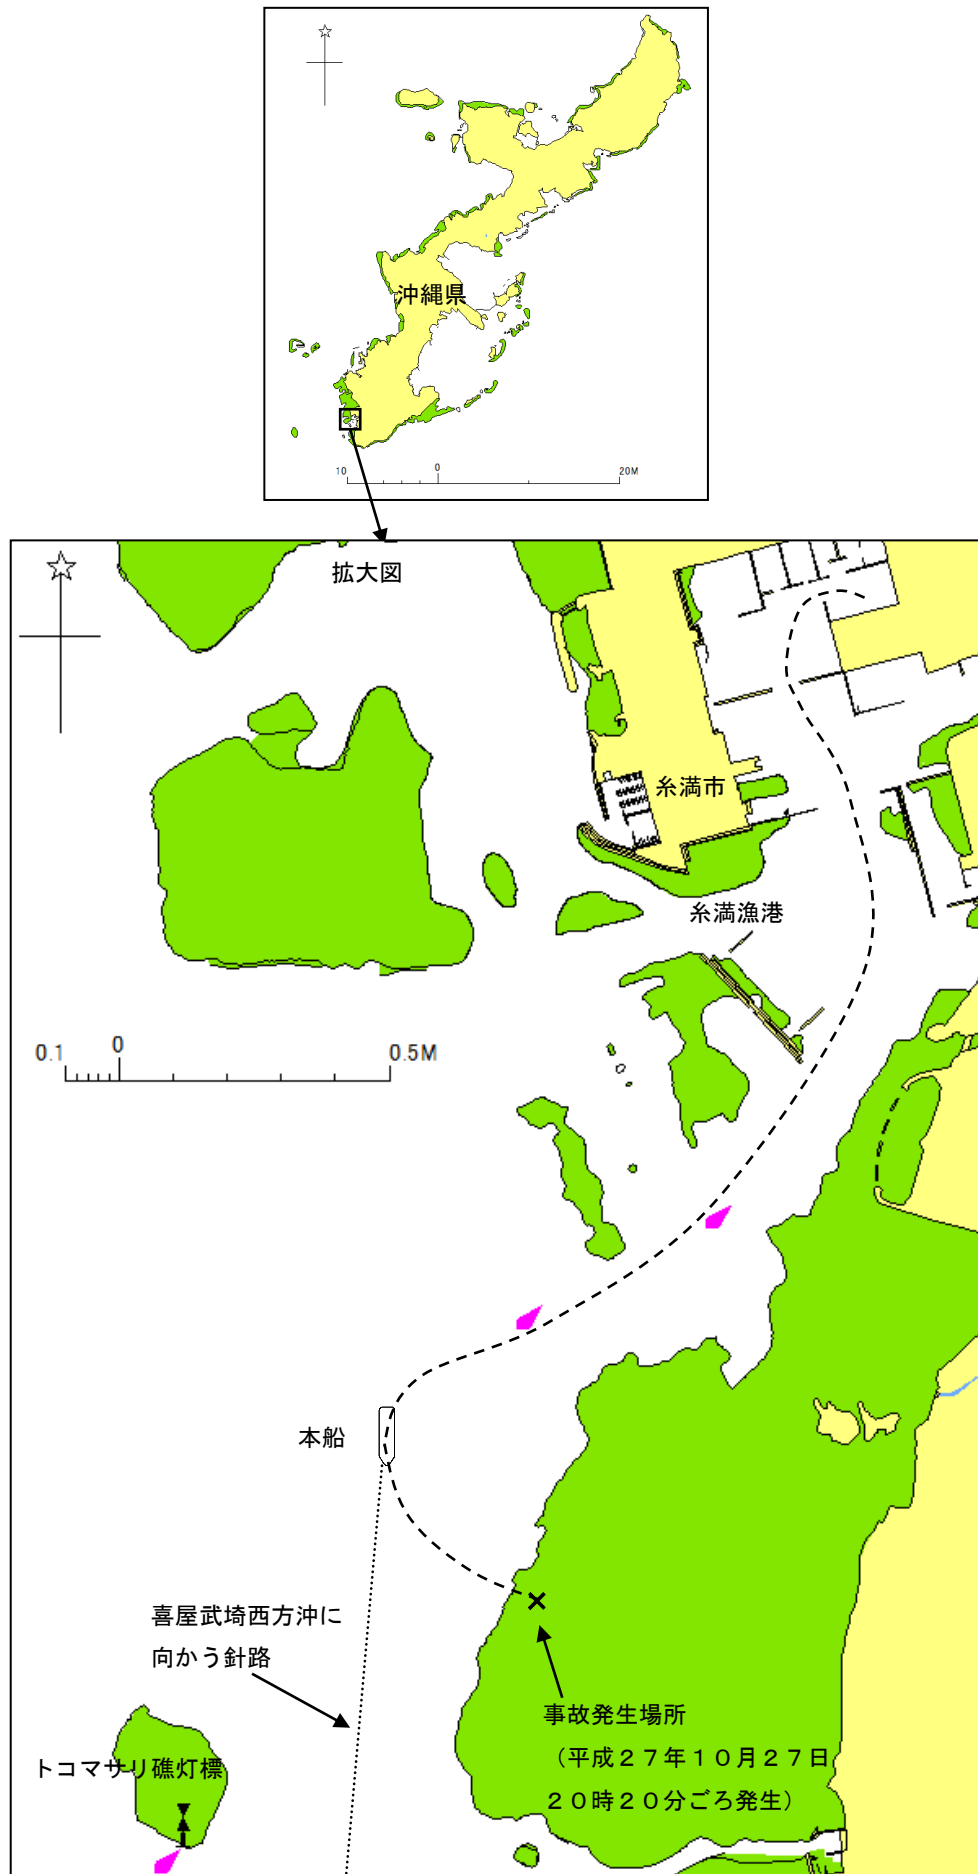 沖縄県
10 0 20M
拡大図
糸満市
糸満漁港
0.1 0 0.5M
本船
喜屋武埼西方沖に
向かう針路
事故発生場所
（平成２７年１０月２７日
２０時２０分ごろ発生）
トコマサリ礁灯標